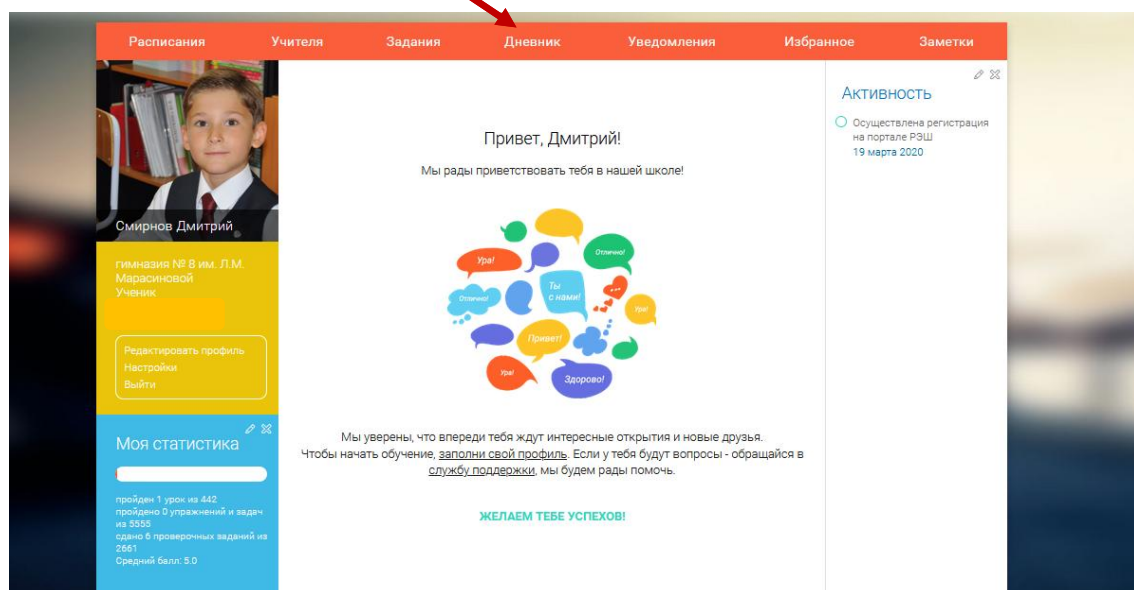 Расписания Учителя Задания Дневник Уведомления Избранное Заметки
Смирнов Дмитрий
гимназия № 8 им. Л.М.
Марасиновой
Ученик
Редактировать профиль
Настройки
Выйти
Моя статистика
пройден 1 урок из 442
пройдено 0 упражнений и задач
из 5555
сдано 6 проверочных заданий из
2661
Средний балл: 5.0
Привет, Дмитрий!
Мы рады приветствовать тебя в нашей школе!
Ура!
Отлично!
Ты
с нами!
Отлично!
Ура!
Привет!
Ура!
Здорово!
Мы уверены, что впереди тебя ждут интересные открытия и новые друзья.
Чтобы начать обучение, заполни свой профиль. Если у тебя будут вопросы - обращайся в
службу поддержки, мы будем рады помочь.
ЖЕЛАЕМ ТЕБЕ УСПЕХОВ!
Активность
Осуществлена регистрация
на портале РЭШ
19 марта 2020